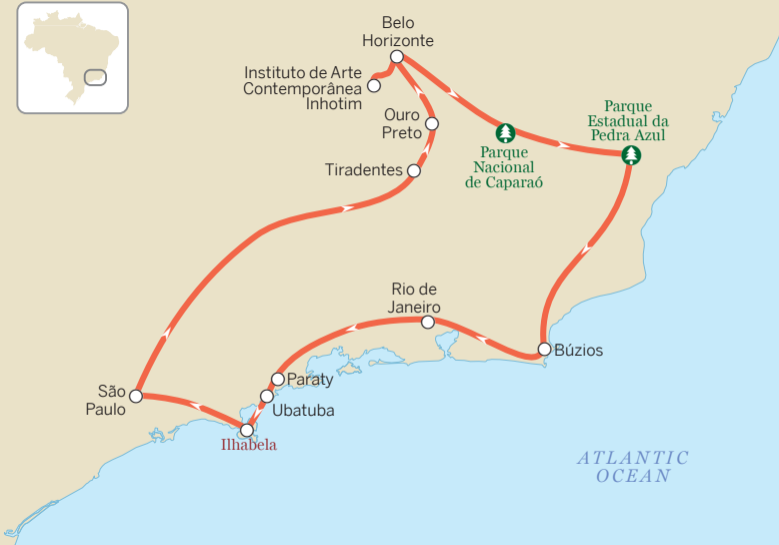 Belo
Horizonte
Instituto de Arte
Contemporânea
Inhotim
Ouro
Preto
Parque
Estadual da
Pedra Azul
Parque
Nacional
de Caparaó
Tiradentes
Rio de
Janeiro
Búzios
Paraty
São
Paulo
Ubatuba
Ilhabela
ATLANTIC
OCEAN